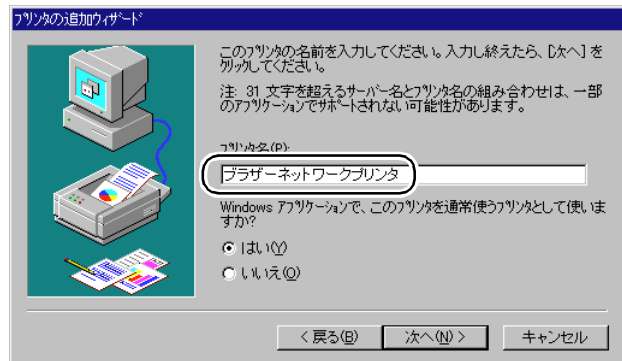 プリンタの追加ウィザード
このプリンタの名前を入力してください。入力し終えたら、[次へ] を
クリックしてください。
注: 31 文字を超えるサーバー名とプリンタ名の組み合わせは、一部
のアプリケーションでサポートされない可能性があります。
プリンタ名(P):
ブラザーネットワークプリンタ
Windows アプリケーションで、このプリンタを通常使うプリンタとして使いま
すか?
はい(Y)
いいえ(O)
< 戻る(B)
次へ(N) >
キャンセル